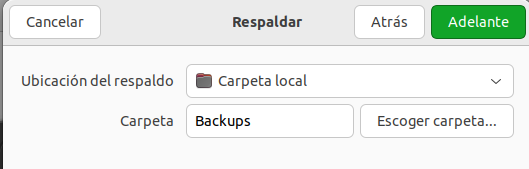 Cancelar Respaldar Atrás Adelante
Ubicación del respaldo Carpeta local
Carpeta Backups Escoger carpeta...